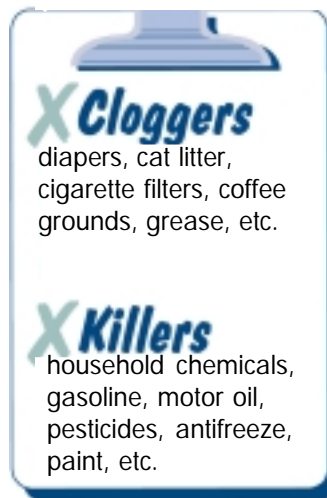 X Cloggers
diapers, cat litter,
cigarette filters, coffee
grounds, grease, etc.
X Killers
household chemicals,
gasoline, motor oil,
pesticides, antifreeze,
paint, etc.